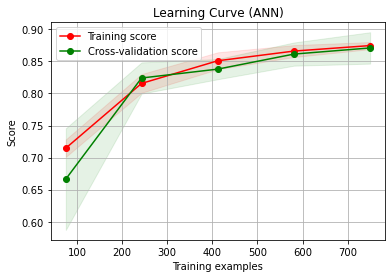 Learning Curve (ANN)
Training score
Cross-validation score
0.90
0.85
0.80
0.75
0.70
0.65
0.60
Score
100 200 300 400 500 600 700
Training examples